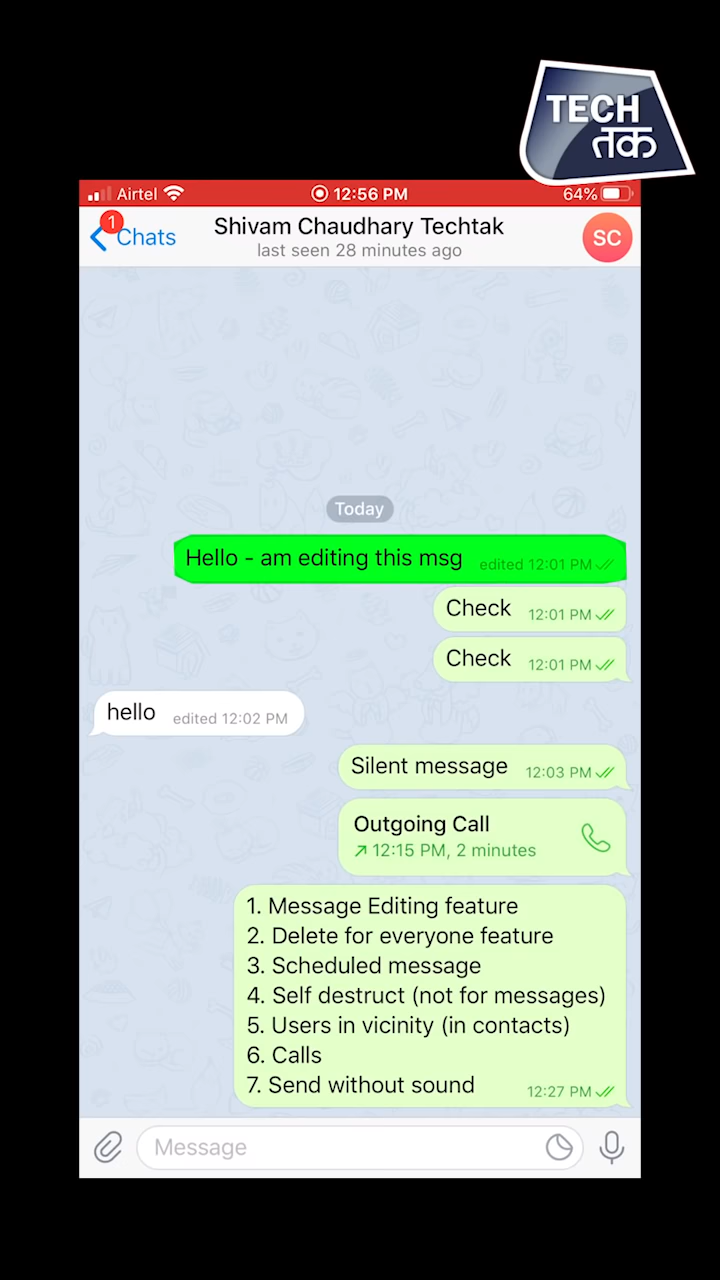 TECH
तक
Airtel 12:56 PM 64%
1
Chats Shivam Chaudhary Techtak SC
last seen 28 minutes ago
Today
Hello - am editing this msg edited 12:01 PM
Check 12:01 PM
Check 12:01 PM
hello edited 12:02 PM
Silent message 12:03 PM
Outgoing Call
12:15 PM, 2 minutes
1. Message Editing feature
2. Delete for everyone feature
3. Scheduled message
4. Self destruct (not for messages)
5. Users in vicinity (in contacts)
6. Calls
7. Send without sound 12:27 PM
Message